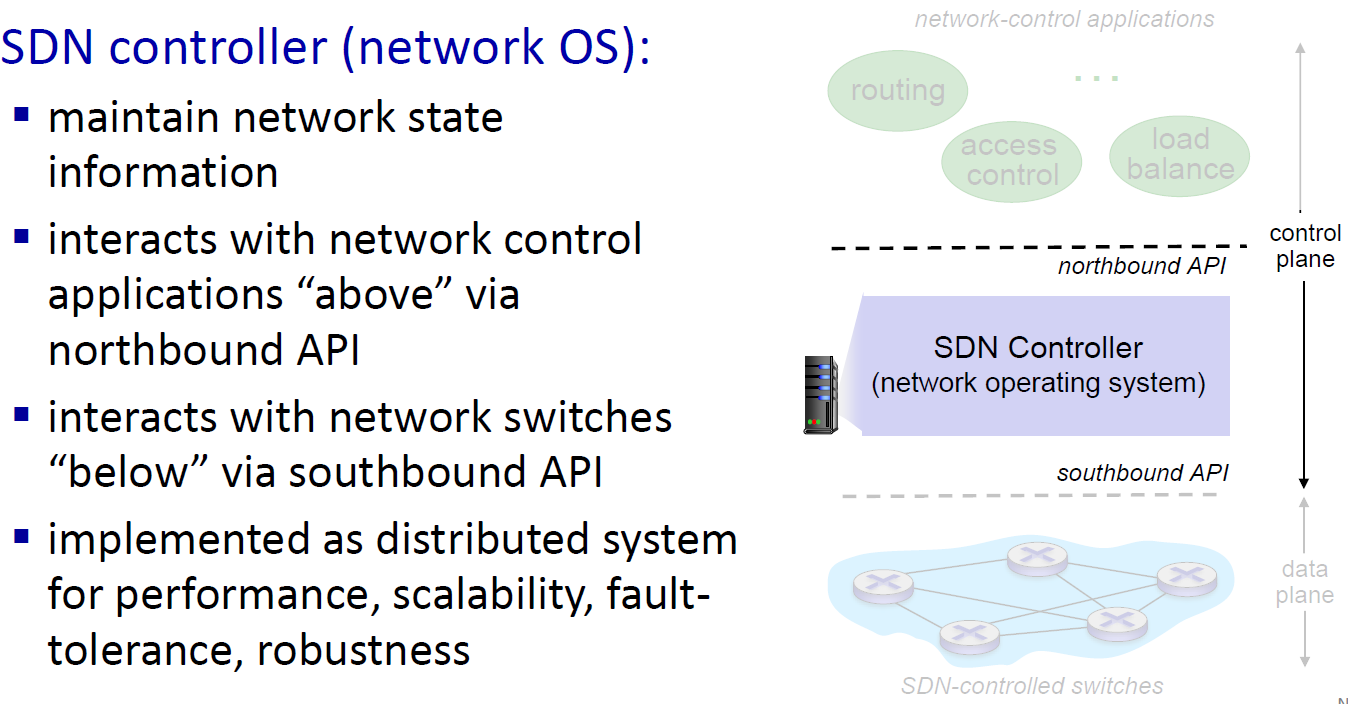 SDN controller (network OS):
▪ maintain network state
information
▪ interacts with network control
applications “above” via
northbound API
▪ interacts with network switches
“below” via southbound API
▪ implemented as distributed system
for performance, scalability, fault-
tolerance, robustness
network-control applications
routing
. . .
access
control
load
balance
control
plane
northbound API
SDN Controller
(network operating system)
southbound API
data
plane
SDN-controlled switches